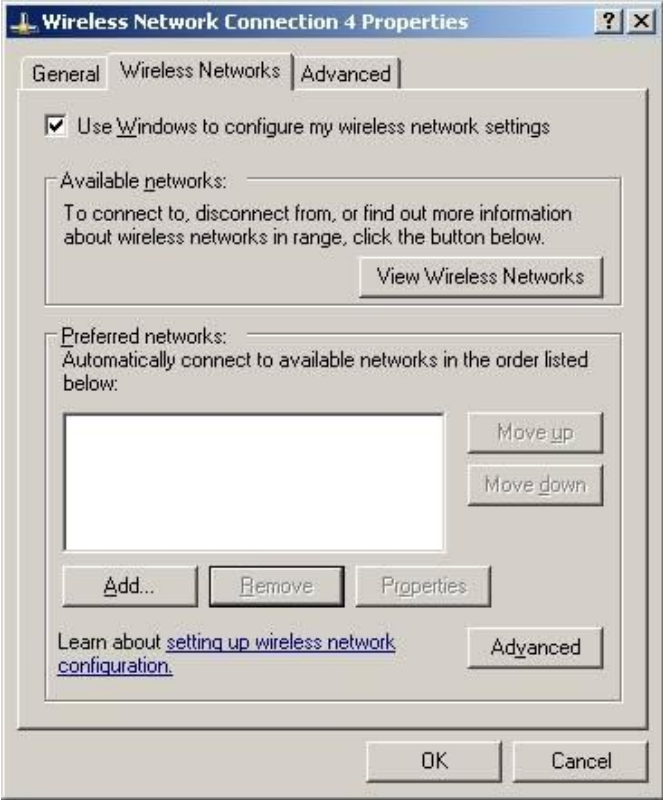 Wireless Network Connection 4 Properties
?
General
Wireless Networks
Advanced
Use Windows to configure my wireless network settings
Available networks:
To connect to, disconnect from, or find out more information
about wireless networks in range, click the button below.
View Wireless Networks
Preferred networks:
Automatically connect to available networks in the order listed
below:
Move up
Move down
Add...
Remove
Properties
Learn about setting up wireless network
configuration.
Advanced
OK
Cancel